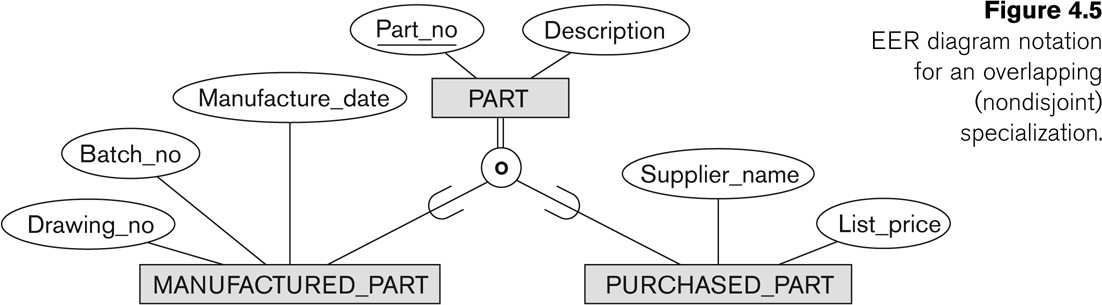 Figure 4.5
EER diagram notation
for an overlapping
(nondisjoint)
specialization.
Part_no
Description
PART
Manufacture_date
Batch_no
o
Supplier_name
Drawing_no
List_price
MANUFACTURED_PART
PURCHASED_PART